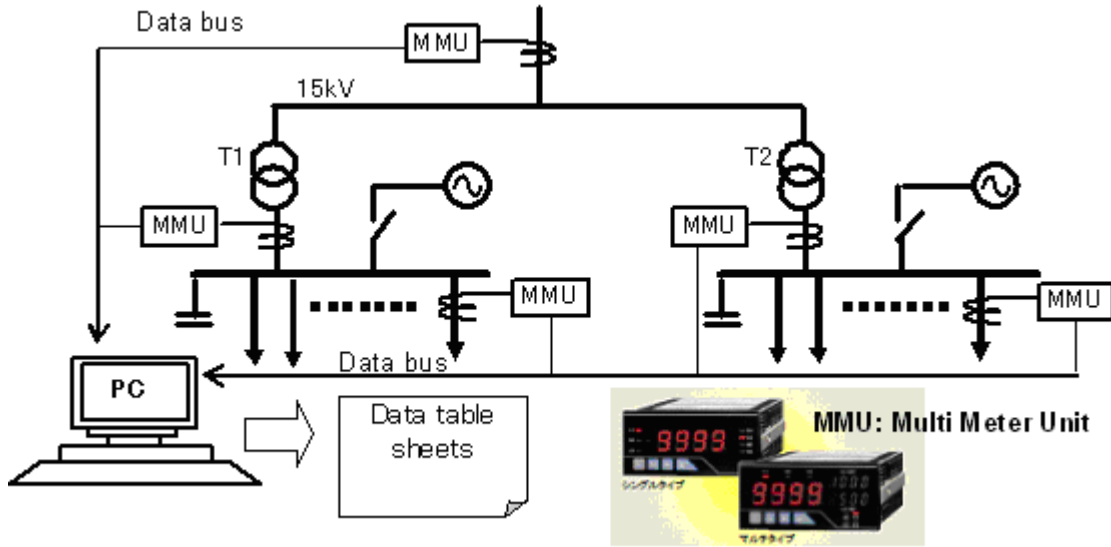 Data bus
MMU
15kV
T1
T2
MMU
MMU
MMU
MMU
Data bus
PC
Data table
sheets
MMU: Multi Meter Unit
9999
シングルタイプ
9999
1000
500
マルチタイプ